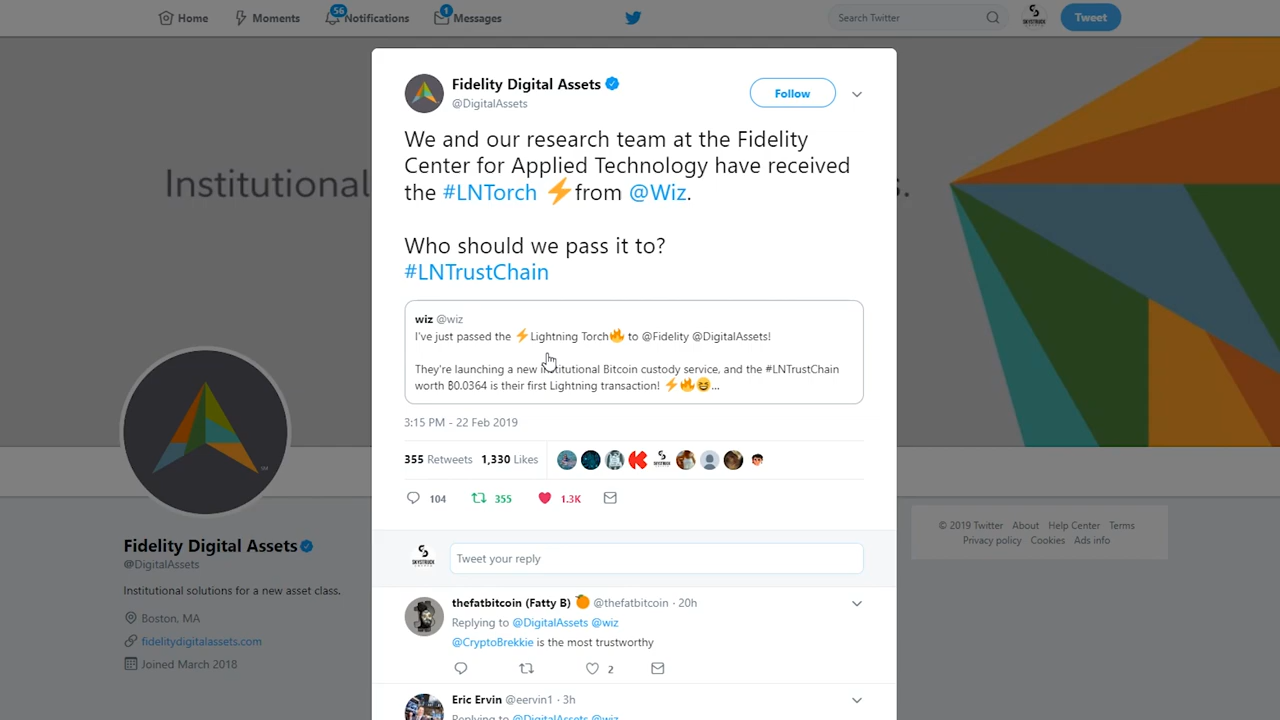 Home
Moments
56
Notifications
1
Messages
Search Twitter
SKYSTRUCK
Tweet
Institutional
s.
Fidelity Digital Assets
@DigitalAssets
Follow
We and our research team at the Fidelity
Center for Applied Technology have received
the #LNTorch ⚡from @Wiz.
Who should we pass it to?
#LNTrustChain
wiz @wiz
I've just passed the ⚡Lightning Torch🔥 to @Fidelity @DigitalAssets!
They're launching a new institutional Bitcoin custody service, and the #LNTrustChain
worth ₿0.0364 is their first Lightning transaction! ⚡🔥😆...
3:15 PM - 22 Feb 2019
355 Retweets 1,330 Likes
104 355 1.3K
SKYSTRUCK
Tweet your reply
thefatbitcoin (Fatty B) 🍊 @thefatbitcoin · 20h
Replying to @DigitalAssets @wiz
@CryptoBrekkie is the most trustworthy
2
Eric Ervin @eervin1 · 3h
Replying to @DigitalAssets @wiz
Fidelity Digital Assets
@DigitalAssets
Institutional solutions for a new asset class.
Boston, MA
fidelitydigitalassets.com
Joined March 2018
© 2019 Twitter About Help Center Terms
Privacy policy Cookies Ads info